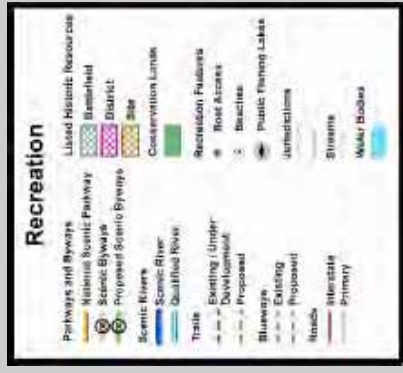 Recreation
Parkways and Byways
National Scenic Parkway
Scenic Byways
Proposed Scenic Byways
Scenic Rivers
Scenic River
Qualified River
Trails
Existing / Under
Development
Proposed
Blueways
Existing
Proposed
Roads
Interstate
Primary
Listed Historic Resources
Battlefield
District
Site
Conservation Lands
Recreation Features
Boat Access
Beaches
Public Fishing Lakes
Jurisdictions
Streams
Water Bodies